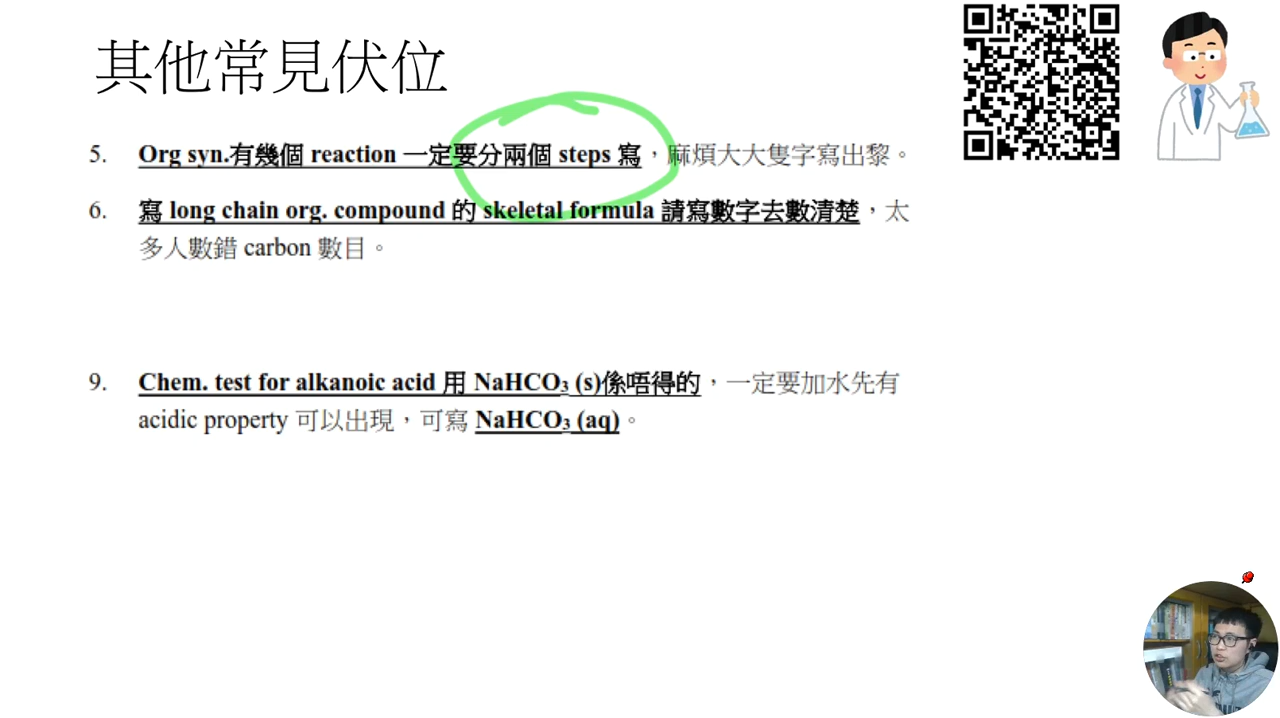 其他常見伏位
5. Org syn.有幾個 reaction 一定要分兩個 steps 寫，麻煩大大隻字寫出黎。
6. 寫 long chain org. compound 的 skeletal formula 請寫數字去數清楚，太
多人數錯 carbon 數目。
9. Chem. test for alkanoic acid 用 NaHCO₃ (s)係唔得的，一定要加水先有
acidic property 可以出現，可寫 NaHCO₃ (aq)。